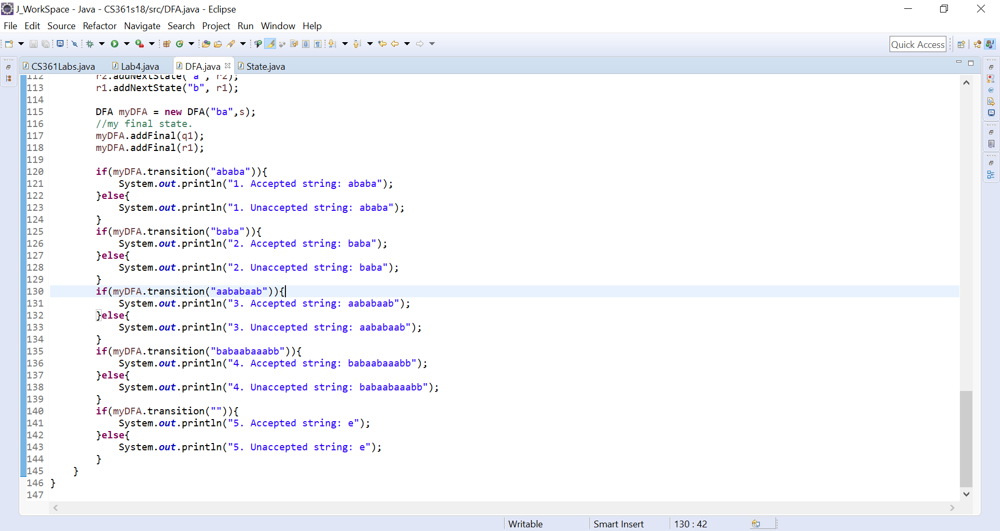 J_WorkSpace - Java - CS361s18/src/DFA.java - Eclipse
File Edit Source Refactor Navigate Search Project Run Window Help
Quick Access
CS361Labs.java Lab4.java DFA.java State.java
112 r2.addNextState("a", r2);
113 r1.addNextState("b", r1);
114
115 DFA myDFA = new DFA("ba",s);
116 //my final state.
117 myDFA.addFinal(q1);
118 myDFA.addFinal(r1);
119
120 if(myDFA.transition("ababa")){
121 System.out.println("1. Accepted string: ababa");
122 }else{
123 System.out.println("1. Unaccepted string: ababa");
124 }
125 if(myDFA.transition("baba")){
126 System.out.println("2. Accepted string: baba");
127 }else{
128 System.out.println("2. Unaccepted string: baba");
129 }
130 if(myDFA.transition("aababaab")){
131 System.out.println("3. Accepted string: aababaab");
132 }else{
133 System.out.println("3. Unaccepted string: aababaab");
134 }
135 if(myDFA.transition("babaabaaabb")){
136 System.out.println("4. Accepted string: babaabaaabb");
137 }else{
138 System.out.println("4. Unaccepted string: babaabaaabb");
139 }
140 if(myDFA.transition("")){
141 System.out.println("5. Accepted string: e");
142 }else{
143 System.out.println("5. Unaccepted string: e");
144 }
145 }
146 }
147
Writable Smart Insert 130 : 42